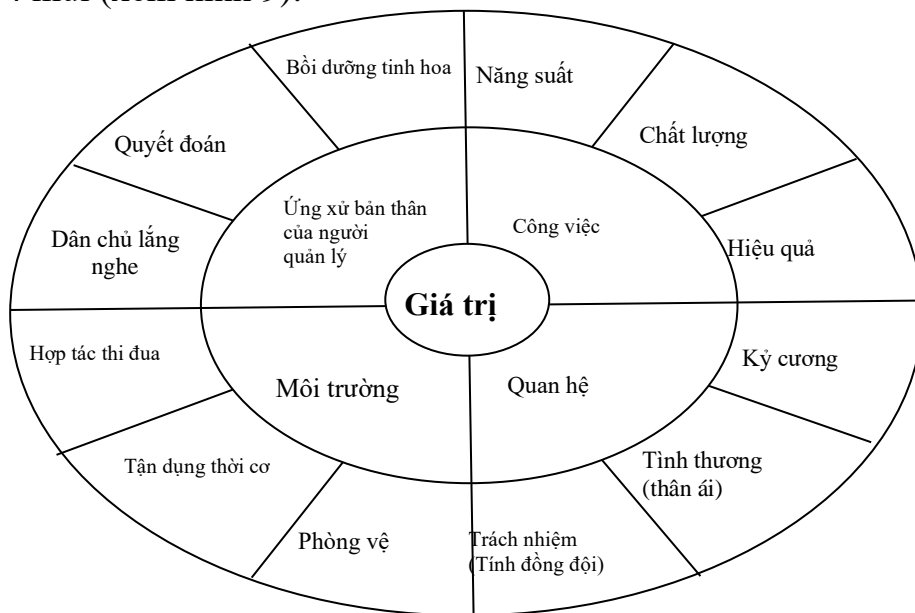 Bồi dưỡng tinh hoa
Năng suất
Quyết đoán
Chất lượng
Ứng xử bản thân
của người
quản lý
Công việc
Dân chủ lắng
nghe
Hiệu quả
Giá trị
Hợp tác thi đua
Kỷ cương
Môi trường
Quan hệ
Tận dụng thời cơ
Tình thương
(thân ái)
Phòng vệ
Trách nhiệm
(Tính đồng đội)